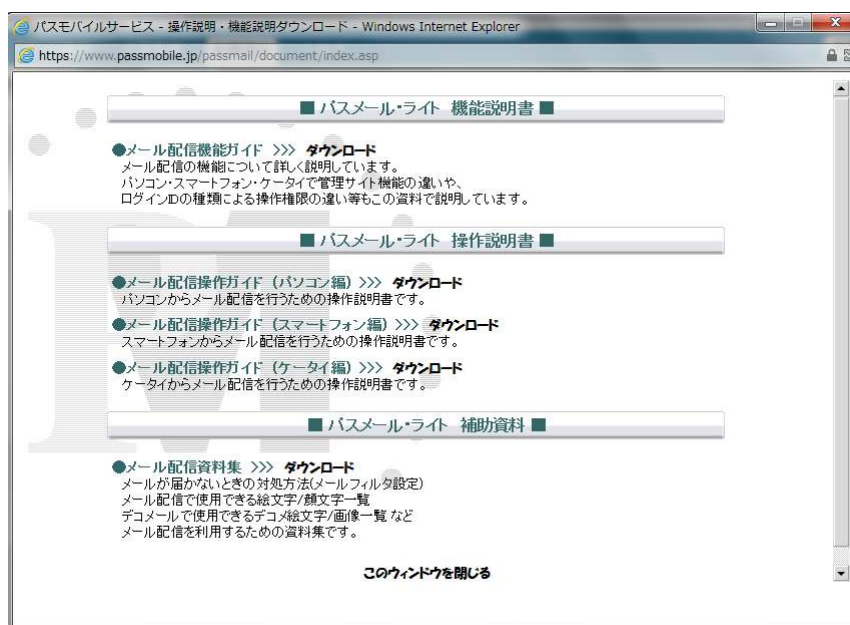 パスモバイルサービス - 操作説明・機能説明ダウンロード - Windows Internet Explorer
https://www.passmobile.jp/passmail/document/index.asp
■ パスメール・ライト 機能説明書 ■
●メール配信機能ガイド >>> ダウンロード
メール配信の機能について詳しく説明しています。
パソコン・スマートフォン・ケータイで管理サイト機能の違いや、
ログインIDの種類による操作権限の違い等もこの資料で説明しています。
■ パスメール・ライト 操作説明書 ■
●メール配信操作ガイド (パソコン編) >>> ダウンロード
パソコンからメール配信を行うための操作説明書です。
●メール配信操作ガイド (スマートフォン編) >>> ダウンロード
スマートフォンからメール配信を行うための操作説明書です。
●メール配信操作ガイド (ケータイ編) >>> ダウンロード
ケータイからメール配信を行うための操作説明書です。
■ パスメール・ライト 補助資料 ■
●メール配信資料集 >>> ダウンロード
メールが届かないときの対処方法(メールフィルタ設定)
メール配信で使用できる絵文字/顔文字一覧
デコメールで使用できるデコメ絵文字/画像一覧 など
メール配信を利用するための資料集です。
このウィンドウを閉じる